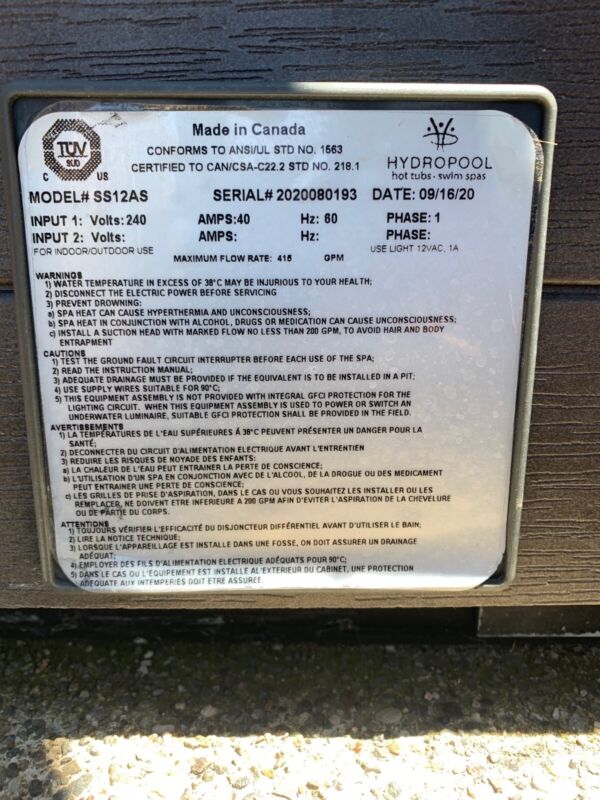 TÜV
SÜD
C US
Made in Canada
CONFORMS TO ANSI/UL STD NO. 1563
CERTIFIED TO CAN/CSA-C22.2 STD NO. 218.1
HYDROPOOL
hot tubs · swim spas
MODEL# SS12AS SERIAL# 2020080193 DATE: 09/16/20
INPUT 1: Volts: 240 AMPS: 40 Hz: 60 PHASE: 1
INPUT 2: Volts: AMPS: Hz: PHASE:
FOR INDOOR/OUTDOOR USE USE LIGHT 12VAC, 1A
MAXIMUM FLOW RATE: 415 GPM
WARNINGS
1) WATER TEMPERATURE IN EXCESS OF 38°C MAY BE INJURIOUS TO YOUR HEALTH;
2) DISCONNECT THE ELECTRIC POWER BEFORE SERVICING
3) PREVENT DROWNING:
a) SPA HEAT CAN CAUSE HYPERTHERMIA AND UNCONSCIOUSNESS;
b) SPA HEAT IN CONJUNCTION WITH ALCOHOL, DRUGS OR MEDICATION CAN CAUSE UNCONSCIOUSNESS;
c) INSTALL A SUCTION HEAD WITH MARKED FLOW NO LESS THAN 200 GPM, TO AVOID HAIR AND BODY
ENTRAPMENT
CAUTIONS
1) TEST THE GROUND FAULT CIRCUIT INTERRUPTER BEFORE EACH USE OF THE SPA;
2) READ THE INSTRUCTION MANUAL;
3) ADEQUATE DRAINAGE MUST BE PROVIDED IF THE EQUIVALENT IS TO BE INSTALLED IN A PIT;
4) USE SUPPLY WIRES SUITABLE FOR 90°C;
5) THIS EQUIPMENT ASSEMBLY IS NOT PROVIDED WITH INTEGRAL GFCI PROTECTION FOR THE
LIGHTING CIRCUIT. WHEN THIS EQUIPMENT ASSEMBLY IS USED TO POWER OR SWITCH AN
UNDERWATER LUMINAIRE, SUITABLE GFCI PROTECTION SHALL BE PROVIDED IN THE FIELD.
AVERTISSEMENTS
1) LA TEMPÉRATURES DE L'EAU SUPÉRIEURES À 38°C PEUVENT PRÉSENTER UN DANGER POUR LA
SANTÉ;
2) DECONNECTER DU CIRCUIT D'ALIMENTATION ELECTRIQUE AVANT L'ENTRETIEN
3) REDUIRE LES RISQUES DE NOYADE DES ENFANTS:
a) LA CHALEUR DE L'EAU PEUT ENTRAINER LA PERTE DE CONSCIENCE;
b) L'UTILISATION D'UN SPA EN CONJONCTION AVEC DE L'ALCOOL, DE LA DROGUE OU DES MEDICAMENT
PEUT ENTRAINER UNE PERTE DE CONSCIENCE;
c) LES GRILLES DE PRISE D'ASPIRATION, DANS LE CAS OU VOUS SOUHAITEZ LES INSTALLER OU LES
REMPLACER, NE DOIVENT ETRE INFERIEURE A 200 GPM AFIN D'EVITER L'ASPIRATION DE LA CHEVELURE
OU DE PARTIE DU CORPS.
ATTENTIONS
1) TOUJOURS VÉRIFIER L'EFFICACITÉ DU DISJONCTEUR DIFFÉRENTIEL AVANT D'UTILISER LE BAIN;
2) LIRE LA NOTICE TECHNIQUE;
3) LORSQUE L'APPAREILLAGE EST INSTALLE DANS UNE FOSSE, ON DOIT ASSURER UN DRAINAGE
ADÉQUAT;
4) EMPLOYER DES FILS D'ALIMENTATION ELECTRIQUE ADÉQUATS POUR 90°C;
5) DANS LE CAS OU L'EQUIPEMENT EST INSTALLE AL'EXTERIEUR DU CABINET, UNE PROTECTION
ADEQUATE AUX INTEMPERIES DOIT ETRE ASSURÉE.